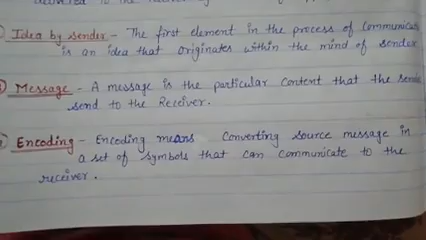 Idea by sender - The first element in the process of Communicat
is an idea that originates within the mind of sender
Message - A message is the particular Content that the sende
send to the Receiver.
Encoding - Encoding means Converting source message in
a set of symbols that can communicate to the
receiver.